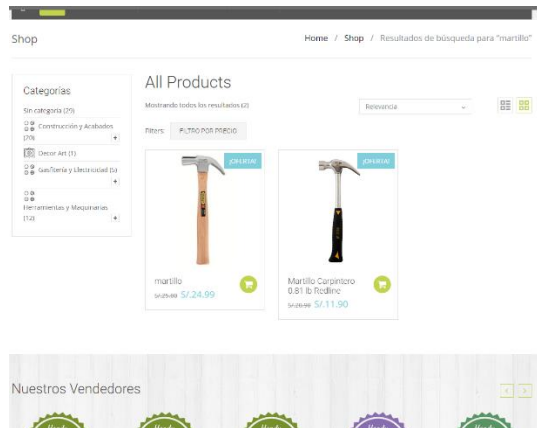 Shop
Home / Shop / Resultados de búsqueda para "martillo"
Categorías
Sin categoría (29)
Construcción y Acabados
(20) +
Decor Art (1)
Gasfitería y Electricidad (5)
+
Herramientas y Maquinarias
(12) +
All Products
Mostrando todos los resultados (2)
Relevancia
Filters: FILTRO POR PRECIO
¡OFERTA!
martillo
S/.24.99
¡OFERTA!
Martillo Carpintero
0.81 lb Redline
S/.11.90
Nuestros Vendedores